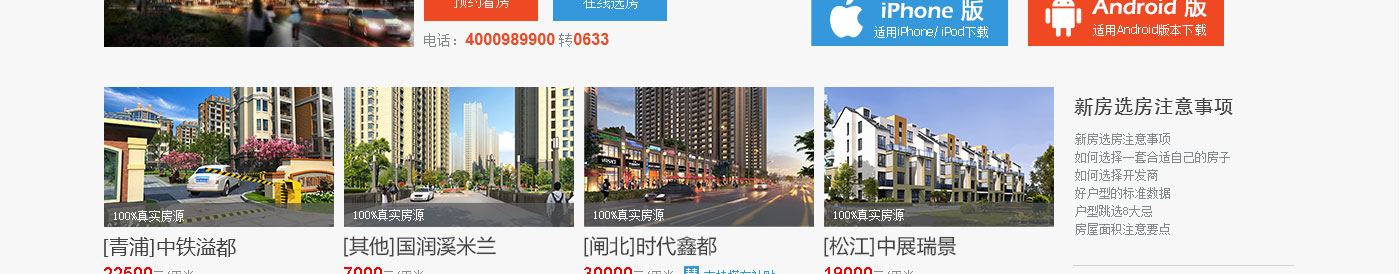 预约看房
在线选房
iPhone 版
适用iPhone/ iPod下载
Android 版
适用Android版本下载
电话：4000989900 转0633
100%真实房源
100%真实房源
100%真实房源
100%真实房源
[青浦]中铁溢都
[其他]国润溪米兰
[闸北]时代鑫都
[松江]中展瑞景
22500元/平米
7000元/平米
30000元/平米
19000元/平米
新房选房注意事项
新房选房注意事项
如何选择一套合适自己的房子
如何选择开发商
好户型的标准数据
户型跳选8大忌
房屋面积注意要点